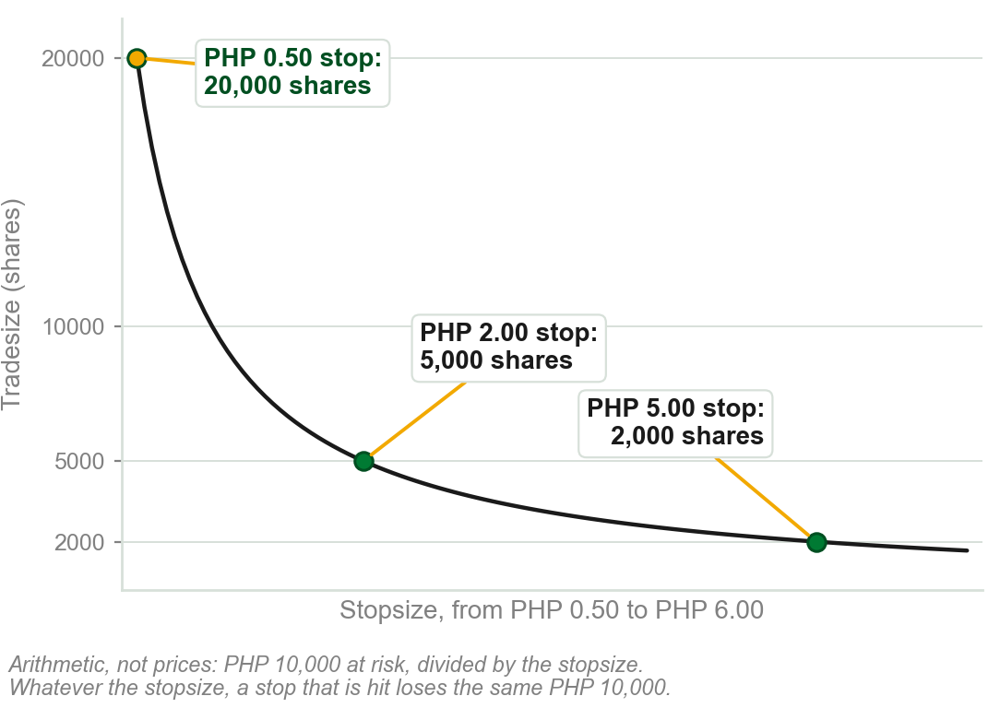 20000
PHP 0.50 stop:
20,000 shares
Tradesize (shares)
10000
PHP 2.00 stop:
5,000 shares
PHP 5.00 stop:
2,000 shares
5000
2000
Stopsize, from PHP 0.50 to PHP 6.00
Arithmetic, not prices: PHP 10,000 at risk, divided by the stopsize.
Whatever the stopsize, a stop that is hit loses the same PHP 10,000.